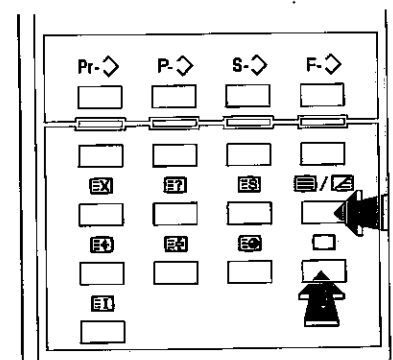 Pr- P- S- F-
X ? S /
I